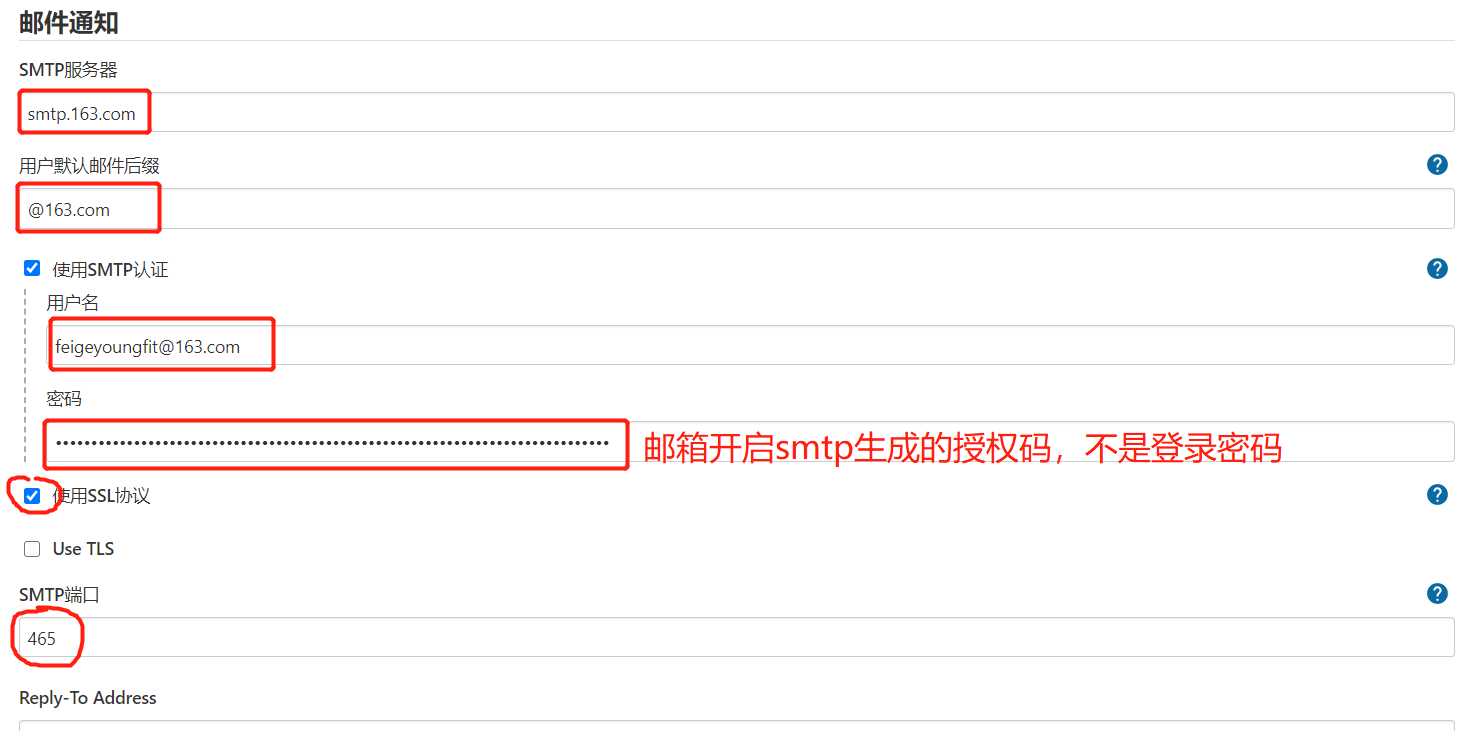 邮件通知
SMTP服务器
smtp.163.com
用户默认邮件后缀
@163.com
使用SMTP认证
用户名
feigeyoungfit@163.com
密码
邮箱开启smtp生成的授权码，不是登录密码
使用SSL协议
Use TLS
SMTP端口
465
Reply-To Address